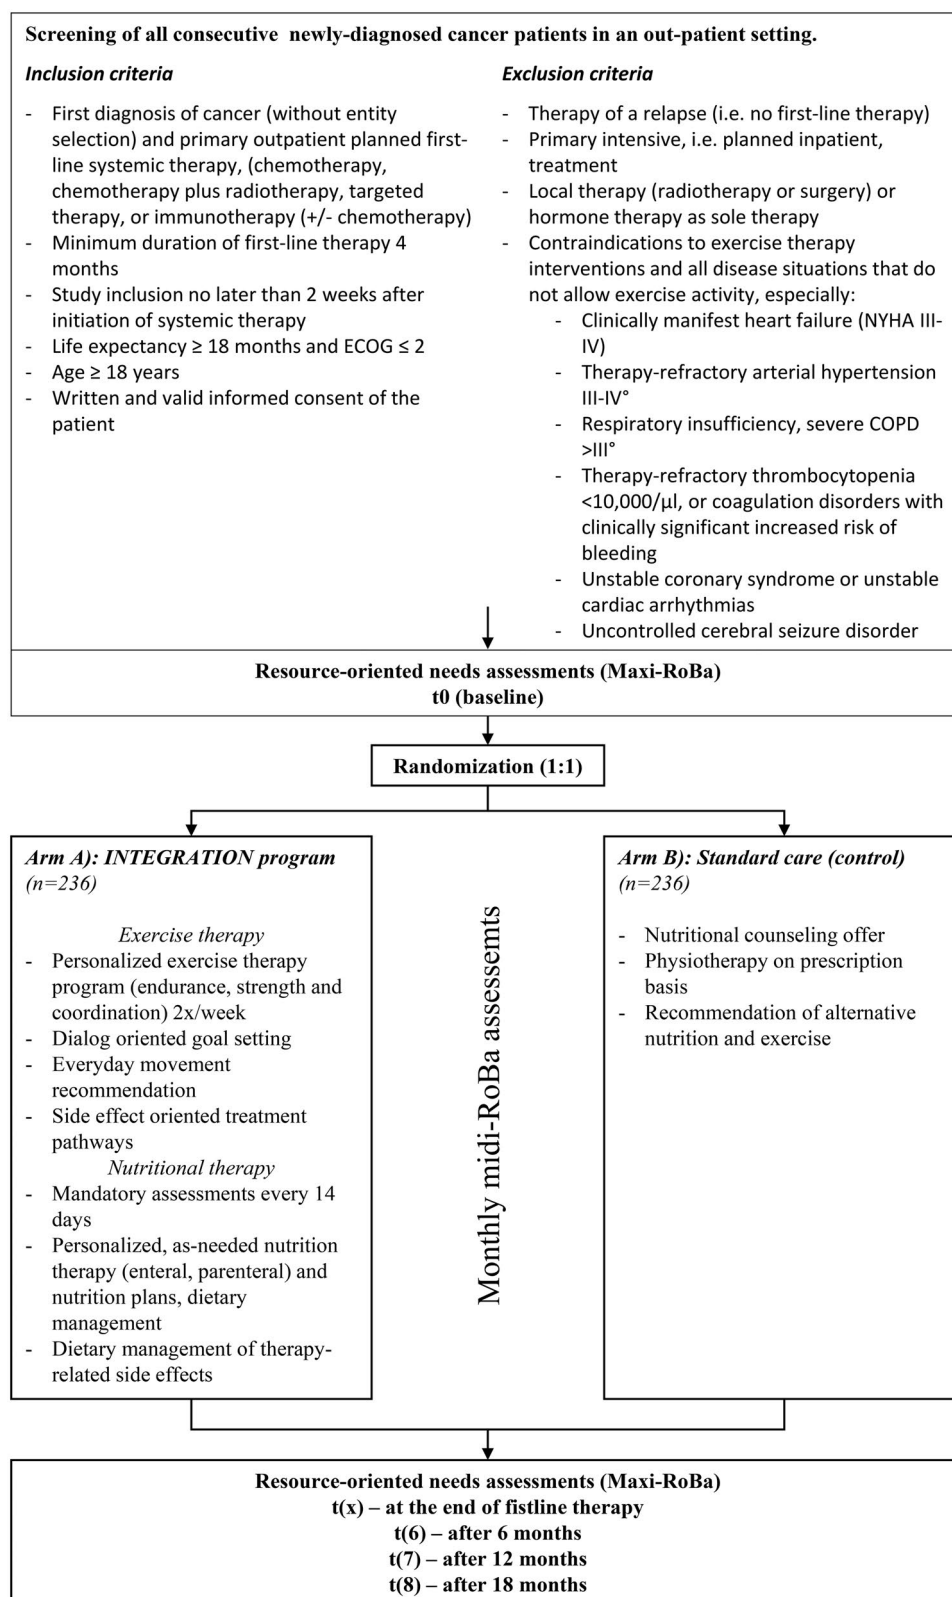 Screening of all consecutive newly-diagnosed cancer patients in an out-patient setting.
Inclusion criteria
- First diagnosis of cancer (without entity
selection) and primary outpatient planned first-
line systemic therapy, (chemotherapy,
chemotherapy plus radiotherapy, targeted
therapy, or immunotherapy (+/- chemotherapy)
- Minimum duration of first-line therapy 4
months
- Study inclusion no later than 2 weeks after
initiation of systemic therapy
- Life expectancy ≥ 18 months and ECOG ≤ 2
- Age ≥ 18 years
- Written and valid informed consent of the
patient
Exclusion criteria
- Therapy of a relapse (i.e. no first-line therapy)
- Primary intensive, i.e. planned inpatient,
treatment
- Local therapy (radiotherapy or surgery) or
hormone therapy as sole therapy
- Contraindications to exercise therapy
interventions and all disease situations that do
not allow exercise activity, especially:
- Clinically manifest heart failure (NYHA III-
IV)
- Therapy-refractory arterial hypertension
III-IV°
- Respiratory insufficiency, severe COPD
>III°
- Therapy-refractory thrombocytopenia
<10,000/µl, or coagulation disorders with
clinically significant increased risk of
bleeding
- Unstable coronary syndrome or unstable
cardiac arrhythmias
- Uncontrolled cerebral seizure disorder
Resource-oriented needs assessments (Maxi-RoBa)
t0 (baseline)
Randomization (1:1)
Arm A): INTEGRATION program
(n=236)
Exercise therapy
- Personalized exercise therapy
program (endurance, strength and
coordination) 2x/week
- Dialog oriented goal setting
- Everyday movement
recommendation
- Side effect oriented treatment
pathways
Nutritional therapy
- Mandatory assessments every 14
days
- Personalized, as-needed nutrition
therapy (enteral, parenteral) and
nutrition plans, dietary
management
- Dietary management of therapy-
related side effects
Monthly midi-RoBa assessemts
Arm B): Standard care (control)
(n=236)
- Nutritional counseling offer
- Physiotherapy on prescription
basis
- Recommendation of alternative
nutrition and exercise
Resource-oriented needs assessments (Maxi-RoBa)
t(x) – at the end of fistline therapy
t(6) – after 6 months
t(7) – after 12 months
t(8) – after 18 months